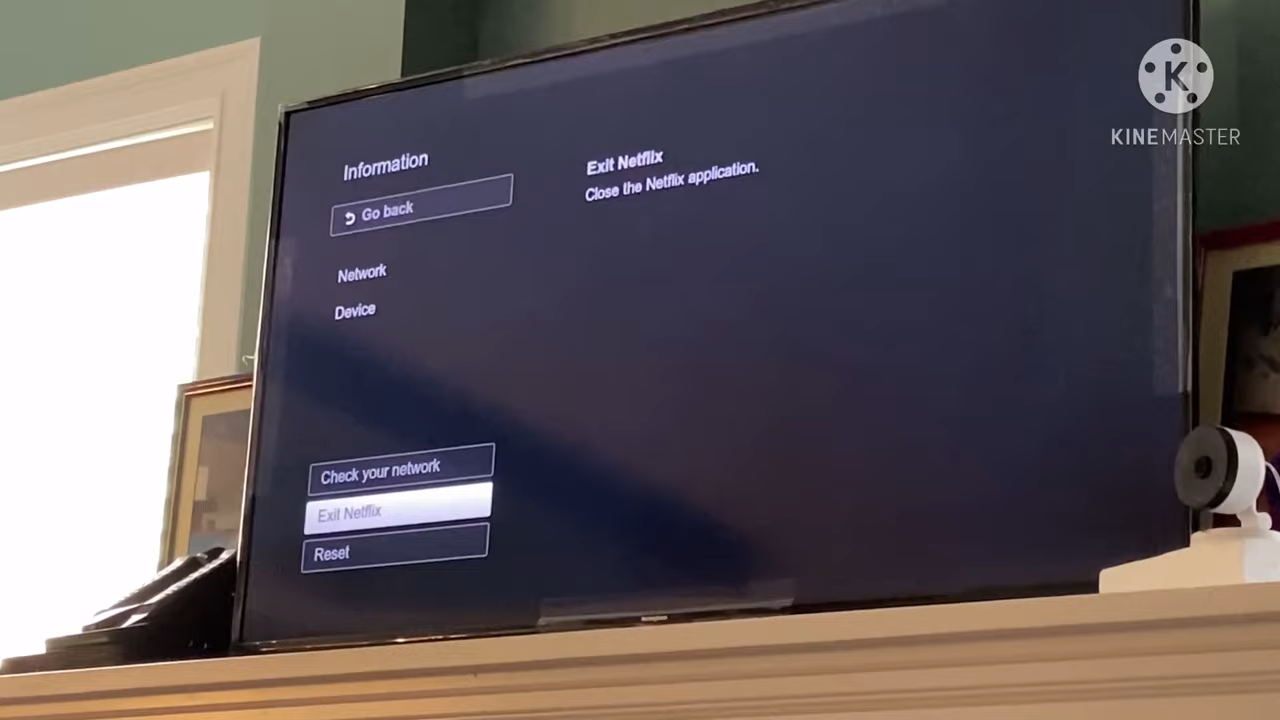 Information
Go back
Network
Device
Check your network
Exit Netflix
Reset
Exit Netflix
Close the Netflix application.
K
KINEMASTER